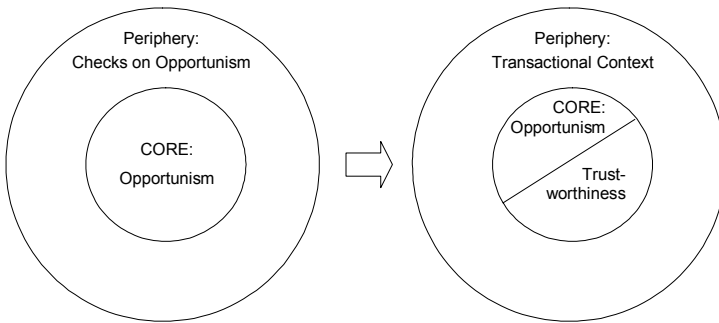 Periphery:
Checks on Opportunism
CORE:
Opportunism
Periphery:
Transactional Context
CORE:
Opportunism
Trust-
worthiness